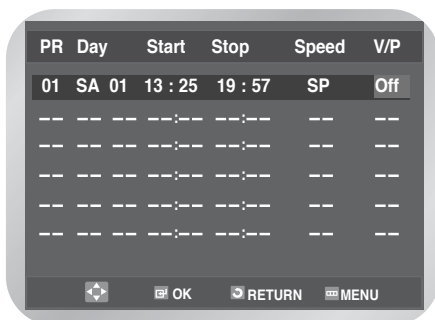 PR Day Start Stop Speed V/P
01 SA 01 13 : 25 19 : 57 SP Off
–– –– –– ––:–– ––:–– –– ––
–– –– –– ––:–– ––:–– –– ––
–– –– –– ––:–– ––:–– –– ––
–– –– –– ––:–– ––:–– –– ––
–– –– –– ––:–– ––:–– –– ––
OK RETURN MENU